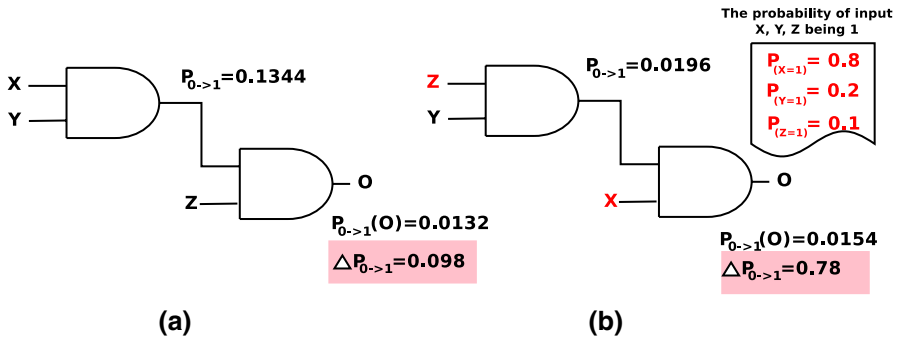 X
Y
P0->1=0.1344
Z
O
P0->1(O)=0.0132
△P0->1=0.098
(a)
Z
Y
P0->1=0.0196
X
O
P0->1(O)=0.0154
△P0->1=0.78
(b)
The probability of input
X, Y, Z being 1
P(X=1)= 0.8
P(Y=1)= 0.2
P(Z=1)= 0.1